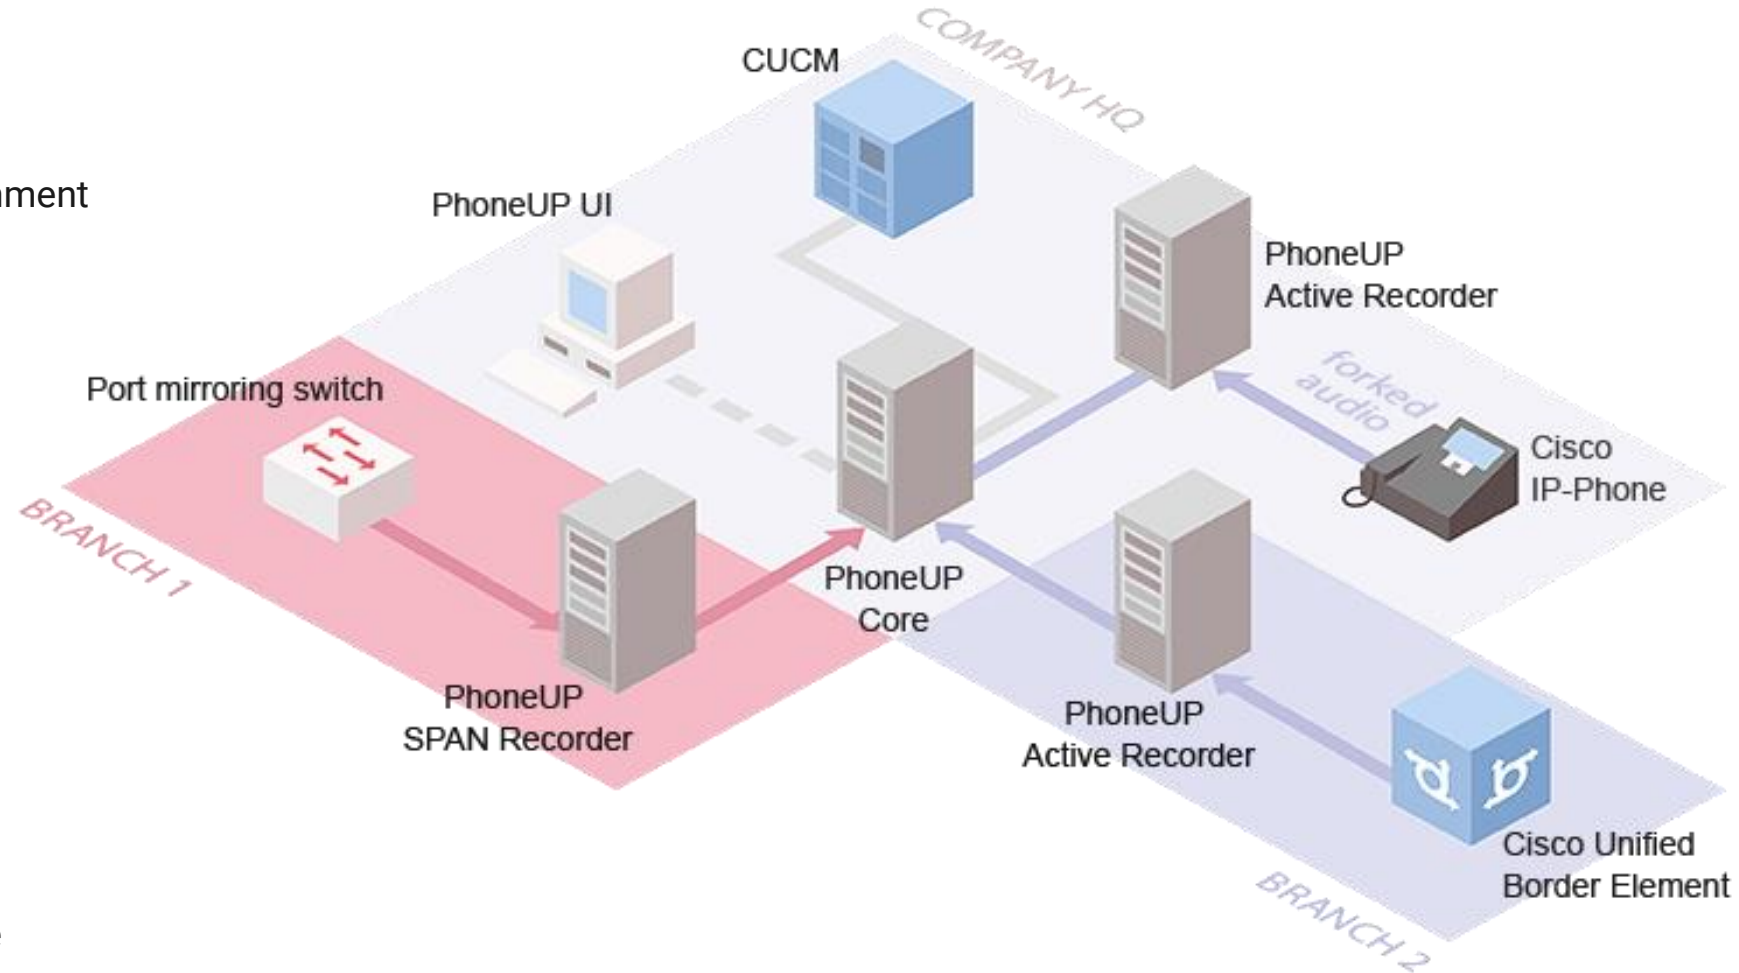 COMPANY HQ
CUCM
PhoneUP UI
PhoneUP
Active Recorder
forked
audio
Port mirroring switch
Cisco
IP-Phone
BRANCH 1
PhoneUP
Core
PhoneUP
SPAN Recorder
PhoneUP
Active Recorder
Cisco Unified
Border Element
BRANCH 2